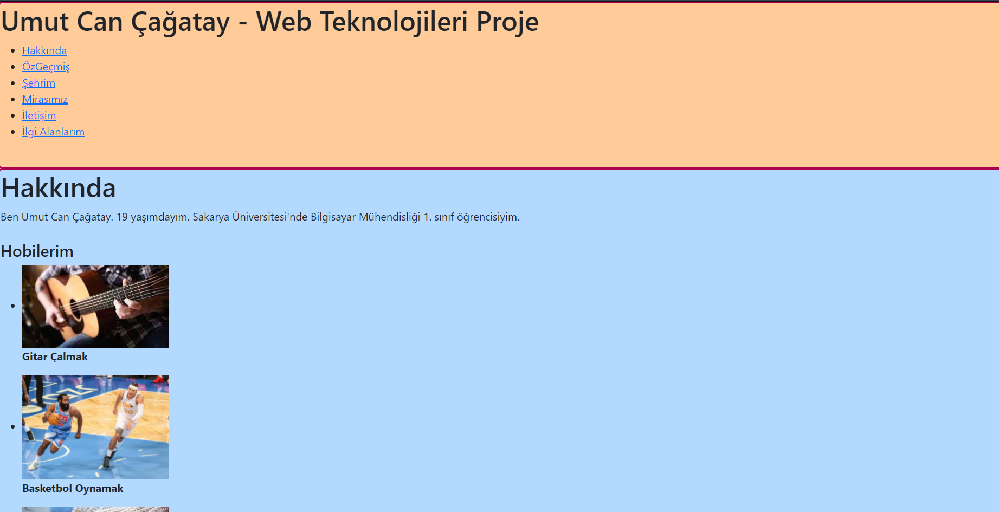 Umut Can Çağatay - Web Teknolojileri Proje
Hakkında
ÖzGeçmiş
Şehrim
Mirasımız
İletişim
İlgi Alanlarım
Hakkında
Ben Umut Can Çağatay. 19 yaşımdayım. Sakarya Üniversitesi'nde Bilgisayar Mühendisliği 1. sınıf öğrencisiyim.
Hobilerim
Gitar Çalmak
Basketbol Oynamak